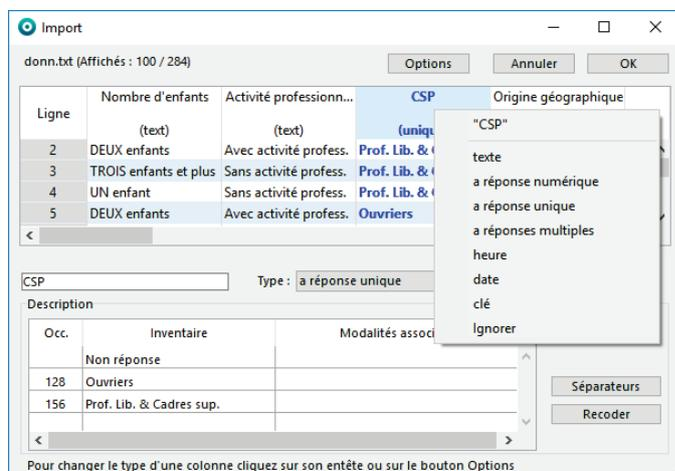 Import
donn.txt (Affichés : 100 / 284)
Options
Annuler
OK
Ligne
Nombre d'enfants
Activité professionn...
CSP
Origine géographique
(text)
(text)
2 DEUX enfants Avec activité profess. Prof. Lib. &
3 TROIS enfants et plus Sans activité profess. Prof. Lib. &
4 UN enfant Sans activité profess. Prof. Lib. &
5 DEUX enfants Avec activité profess. Ouvriers
"CSP"
texte
a réponse numérique
a réponse unique
a réponses multiples
heure
date
clé
Ignorer
CSP
Type : a réponse unique
Description
Occ. Inventaire Modalités associ
Non réponse
128 Ouvriers
156 Prof. Lib. & Cadres sup.
Séparateurs
Recoder
Pour changer le type d'une colonne cliquez sur son entête ou sur le bouton Options